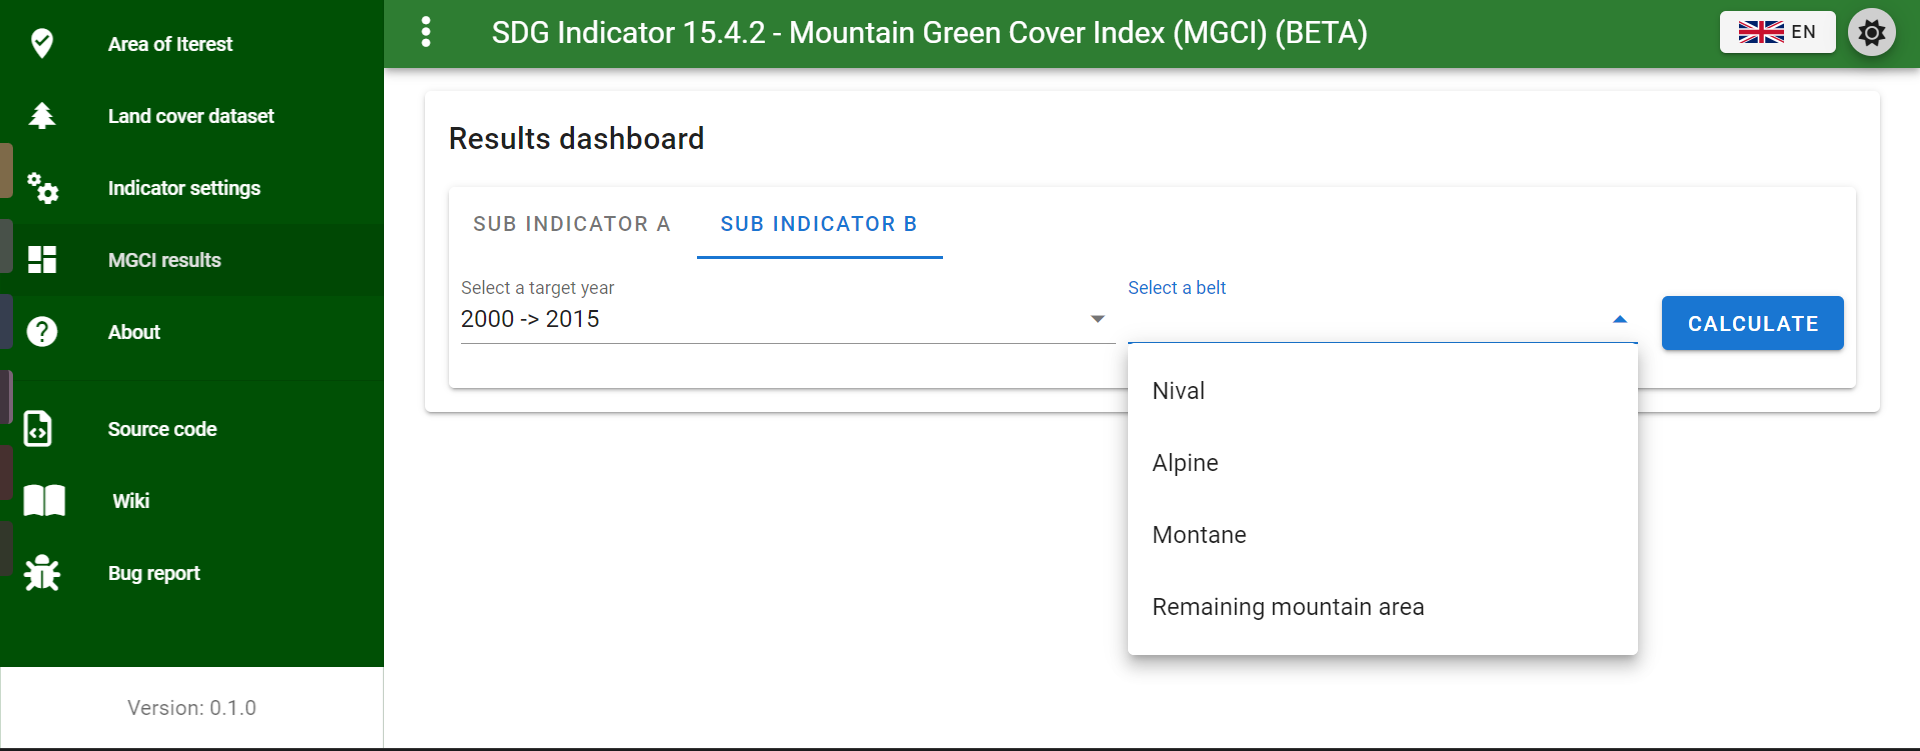 Area of Iterest
Land cover dataset
Indicator settings
MGCI results
About
Source code
Wiki
Bug report
Version: 0.1.0
SDG Indicator 15.4.2 - Mountain Green Cover Index (MGCI) (BETA)
EN
Results dashboard
SUB INDICATOR A
SUB INDICATOR B
Select a target year
2000 -> 2015
Select a belt
CALCULATE
Nival
Alpine
Montane
Remaining mountain area